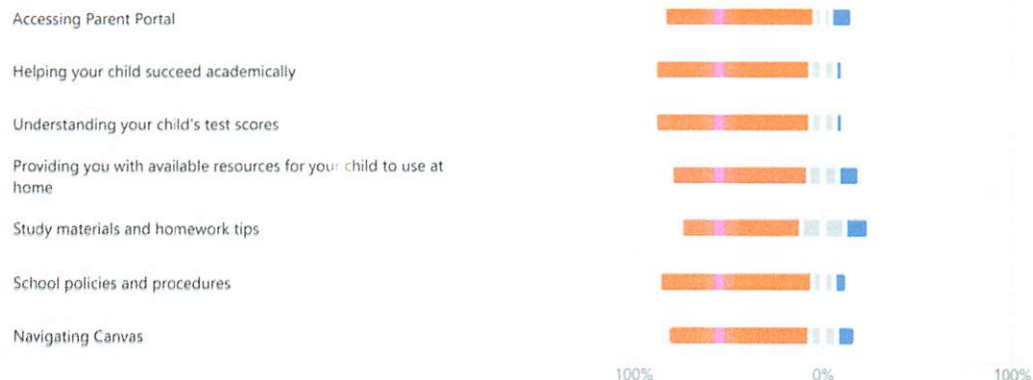 Accessing Parent Portal
Helping your child succeed academically
Understanding your child's test scores
Providing you with available resources for your child to use at
home
Study materials and homework tips
School policies and procedures
Navigating Canvas
100% 0% 100%